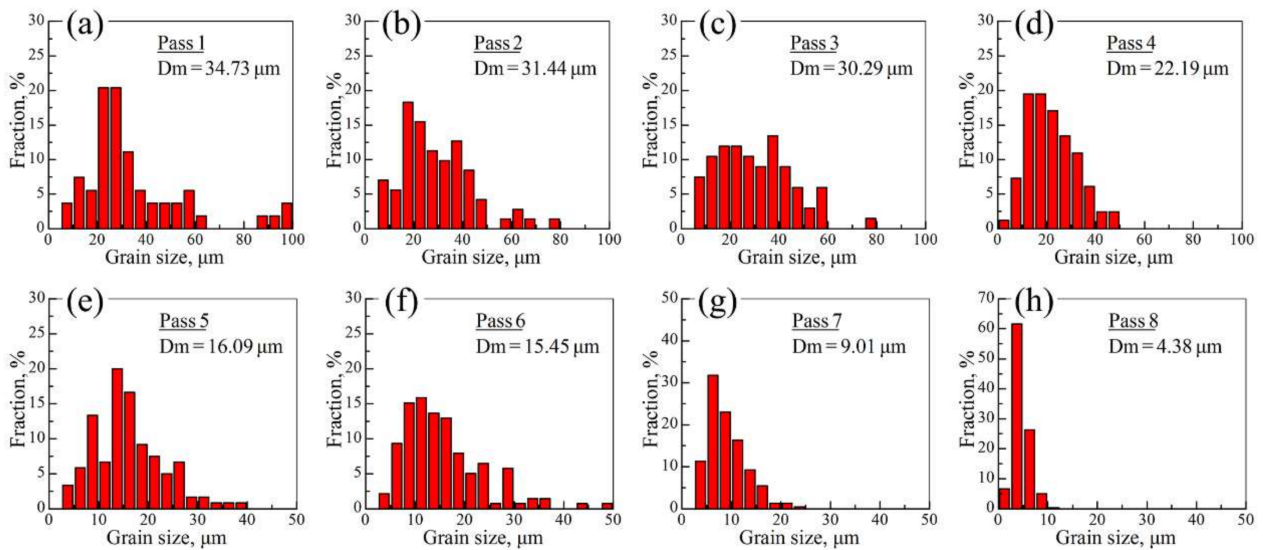 (a)
Pass 1
Dm = 34.73 μm
Fraction, %
30
25
20
15
10
5
0
0 20 40 60 80 100
Grain size, μm
(b)
Pass 2
Dm = 31.44 μm
Fraction, %
30
25
20
15
10
5
0
0 20 40 60 80 100
Grain size, μm
(c)
Pass 3
Dm = 30.29 μm
Fraction, %
30
25
20
15
10
5
0
0 20 40 60 80 100
Grain size, μm
(d)
Pass 4
Dm = 22.19 μm
Fraction, %
30
25
20
15
10
5
0
0 20 40 60 80 100
Grain size, μm
(e)
Pass 5
Dm = 16.09 μm
Fraction, %
30
25
20
15
10
5
0
0 10 20 30 40 50
Grain size, μm
(f)
Pass 6
Dm = 15.45 μm
Fraction, %
30
25
20
15
10
5
0
0 10 20 30 40 50
Grain size, μm
(g)
Pass 7
Dm = 9.01 μm
Fraction, %
50
40
30
20
10
0
0 10 20 30 40 50
Grain size, μm
(h)
Pass 8
Dm = 4.38 μm
Fraction, %
70
60
50
40
30
20
10
0
0 10 20 30 40 50
Grain size, μm